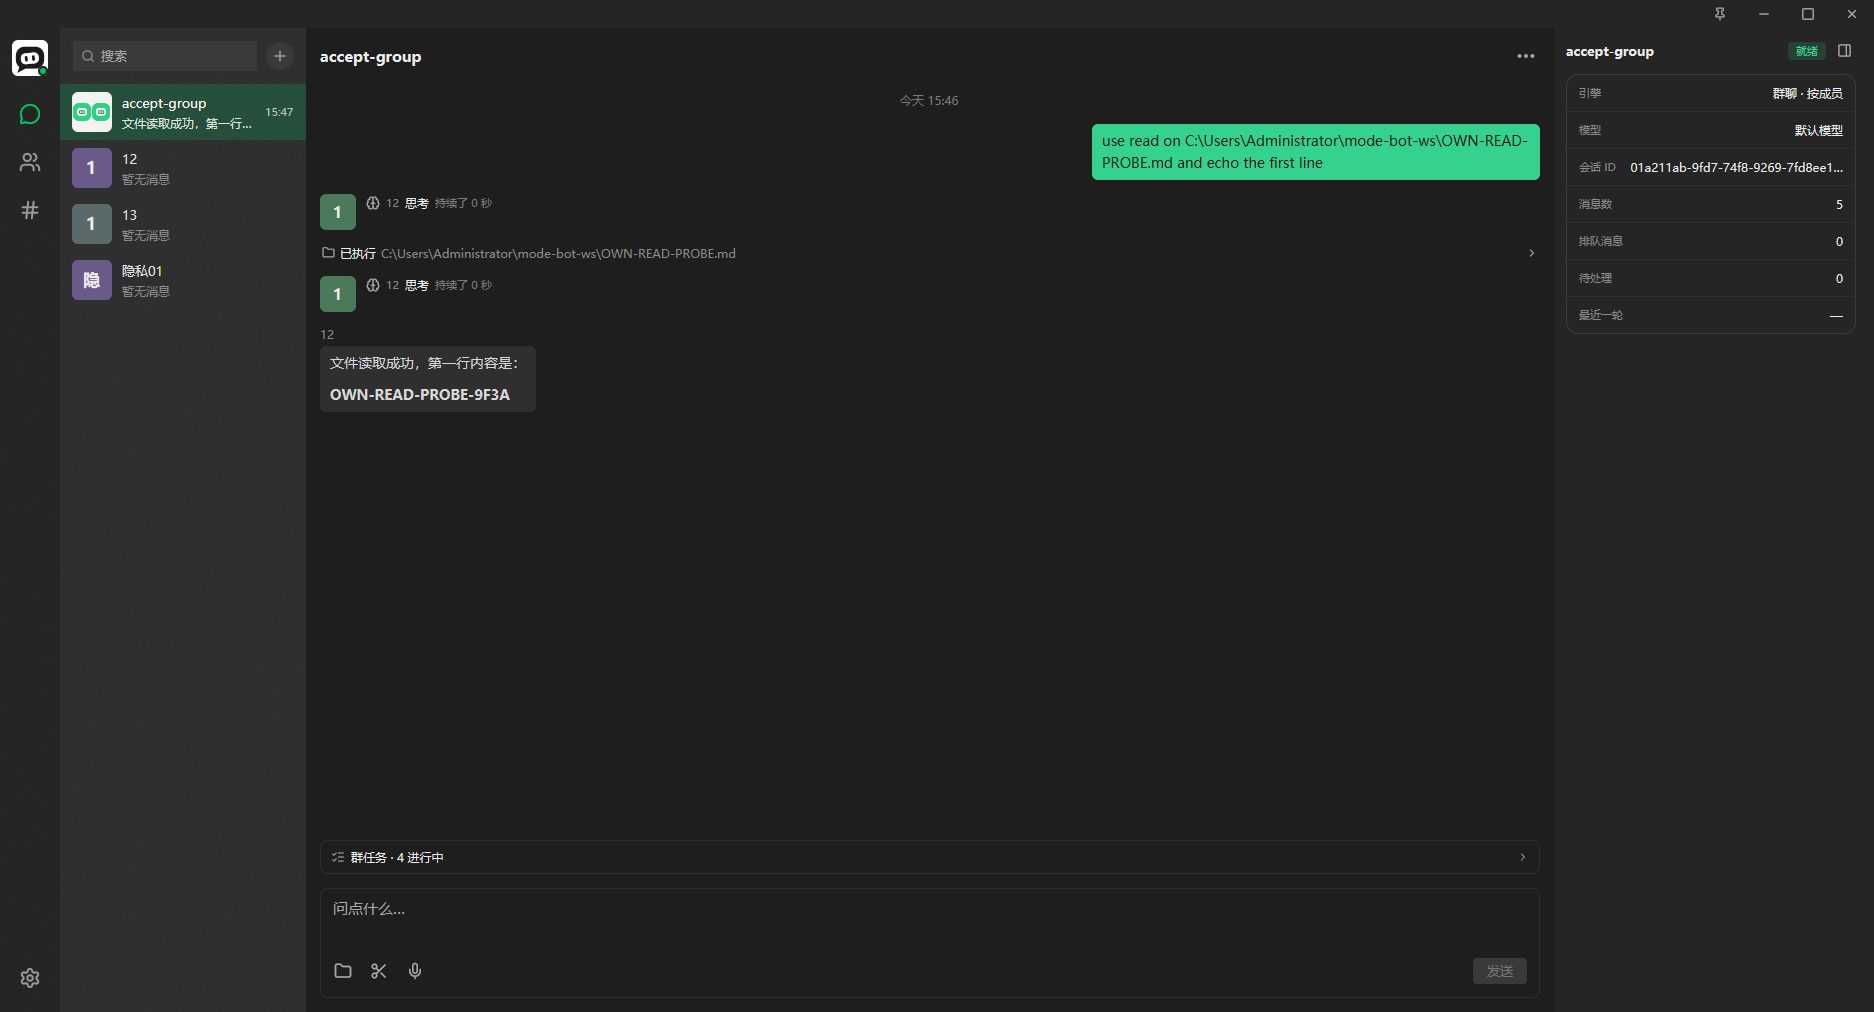 搜索
accept-group
15:47
文件读取成功，第一行...
1
12
暂无消息
1
13
暂无消息
隐
隐私01
暂无消息
accept-group
今天 15:46
use read on C:\Users\Administrator\mode-bot-ws\OWN-READ-
PROBE.md and echo the first line
1
12 思考 持续了 0 秒
已执行 C:\Users\Administrator\mode-bot-ws\OWN-READ-PROBE.md
1
12 思考 持续了 0 秒
12
文件读取成功，第一行内容是：
OWN-READ-PROBE-9F3A
群任务 · 4 进行中
问点什么...
发送
accept-group
就绪
引擎 群聊 · 按成员
模型 默认模型
会话 ID 01a211ab-9fd7-74f8-9269-7fd8ee1...
消息数 5
排队消息 0
待处理 0
最近一轮 —